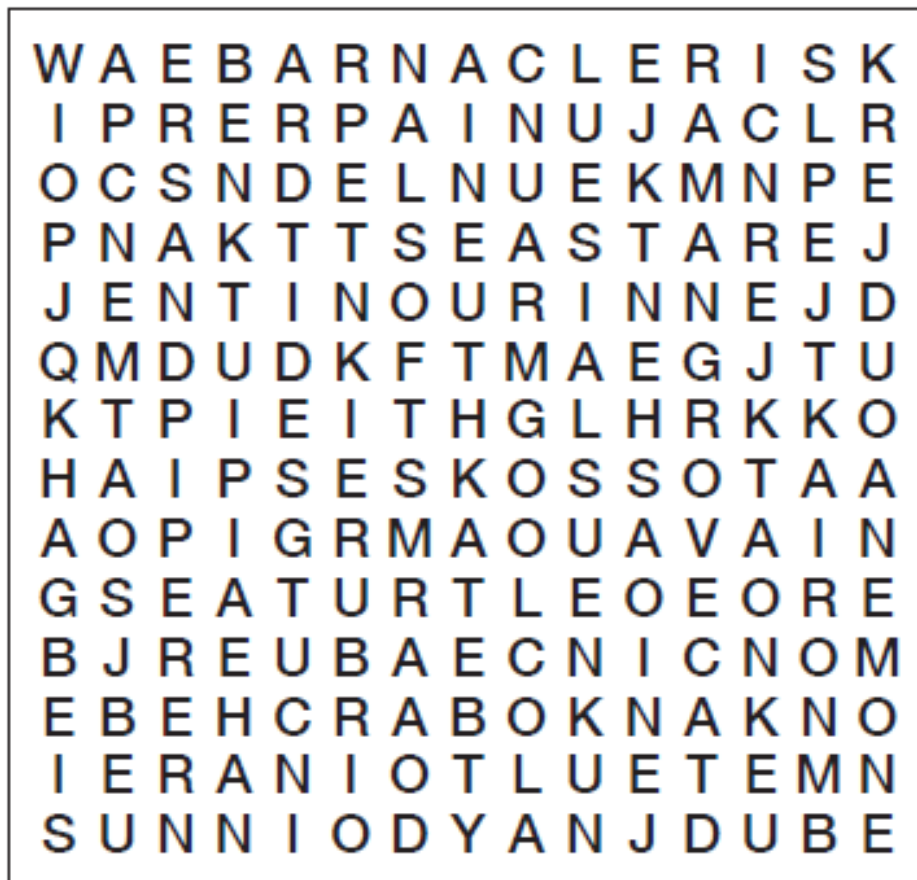 W A E B A R N A C L E R I S K
I P R E R P A I N U J A C L R
O C S N D E L N U E K M N P E
P N A K T T S E A S T A R E J
J E N T I N O U R I N N E J D
Q M D U D K F T M A E G J T U
K T P I E I T H G L H R K K O
H A I P S E S K O S S O T A A
A O P I G R M A O U A V A I N
G S E A T U R T L E O E O R E
B J R E U B A E C N I C N O M
E B E H C R A B O K N A K N O
I E R A N I O T L U E T E M N
S U N N I O D Y A N J D U B E